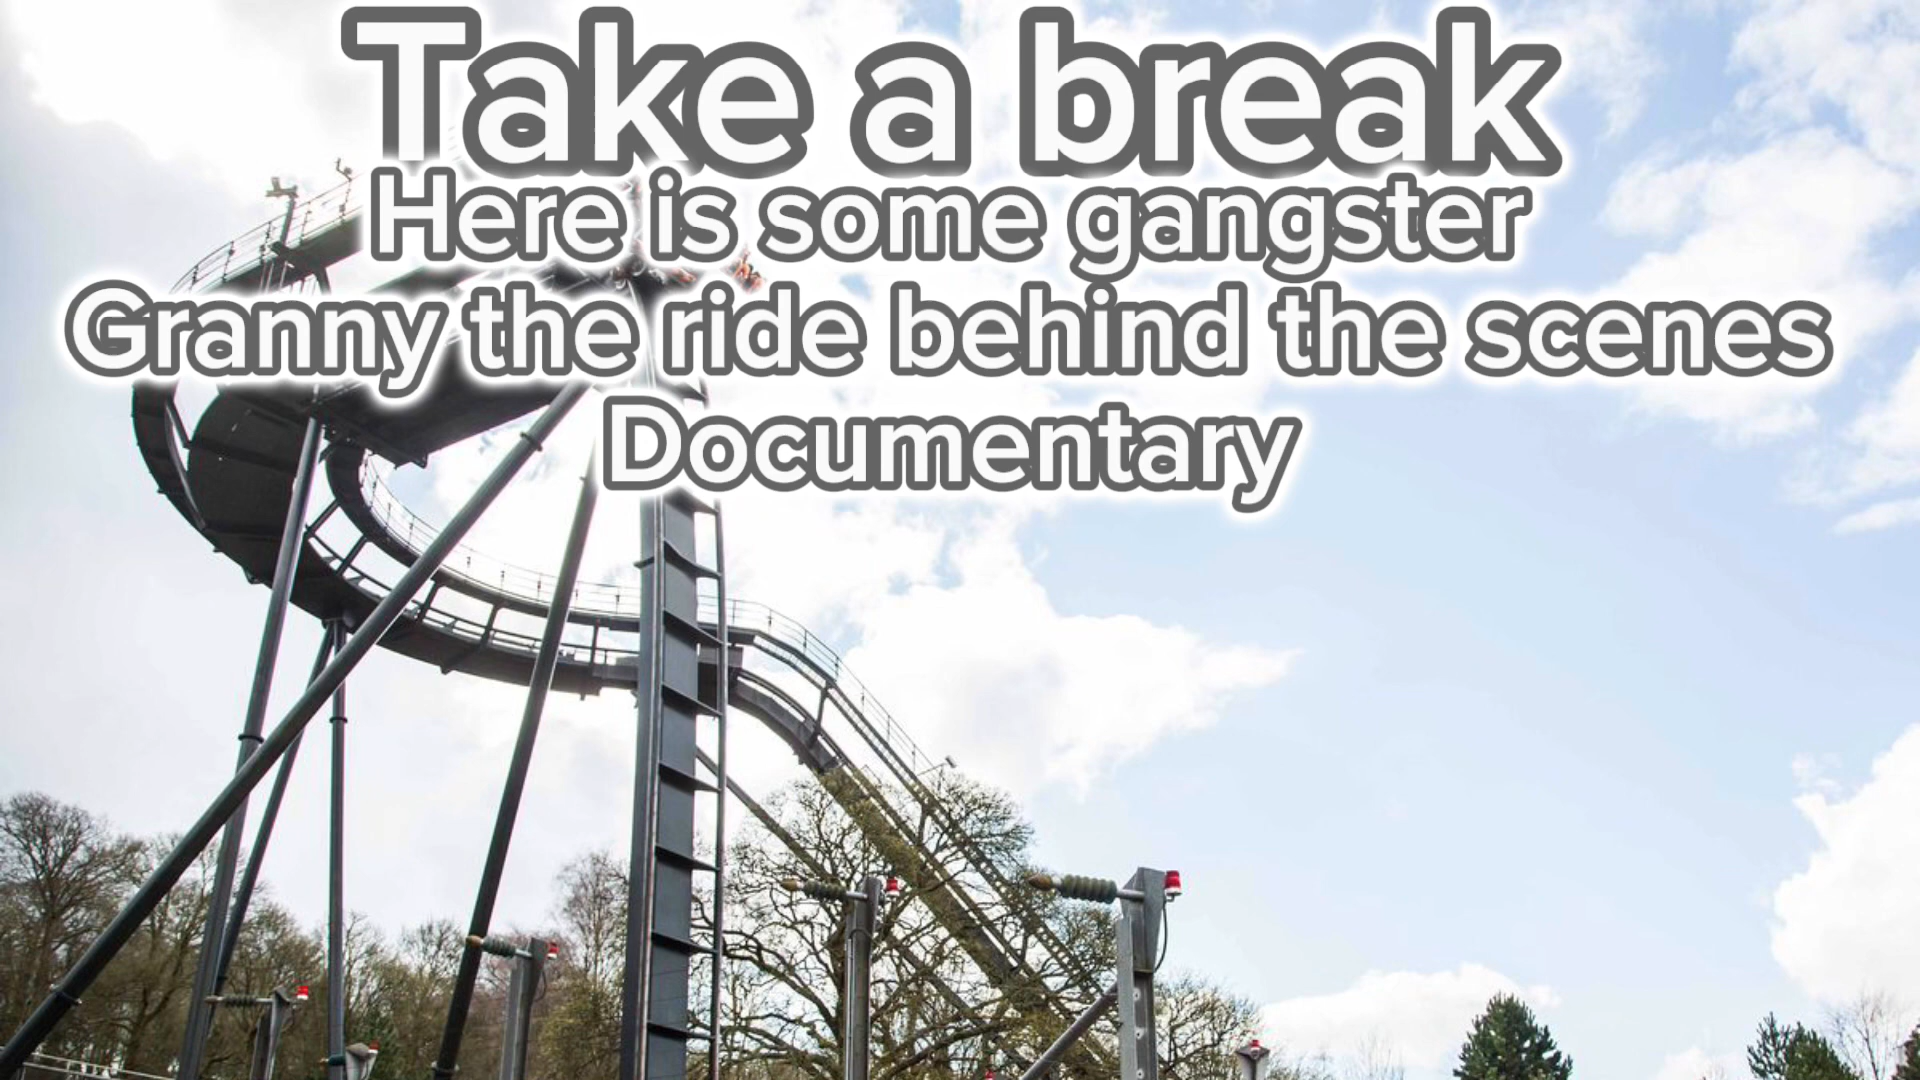 Take a break
Here is some gangster
Granny the ride behind the scenes
Documentary